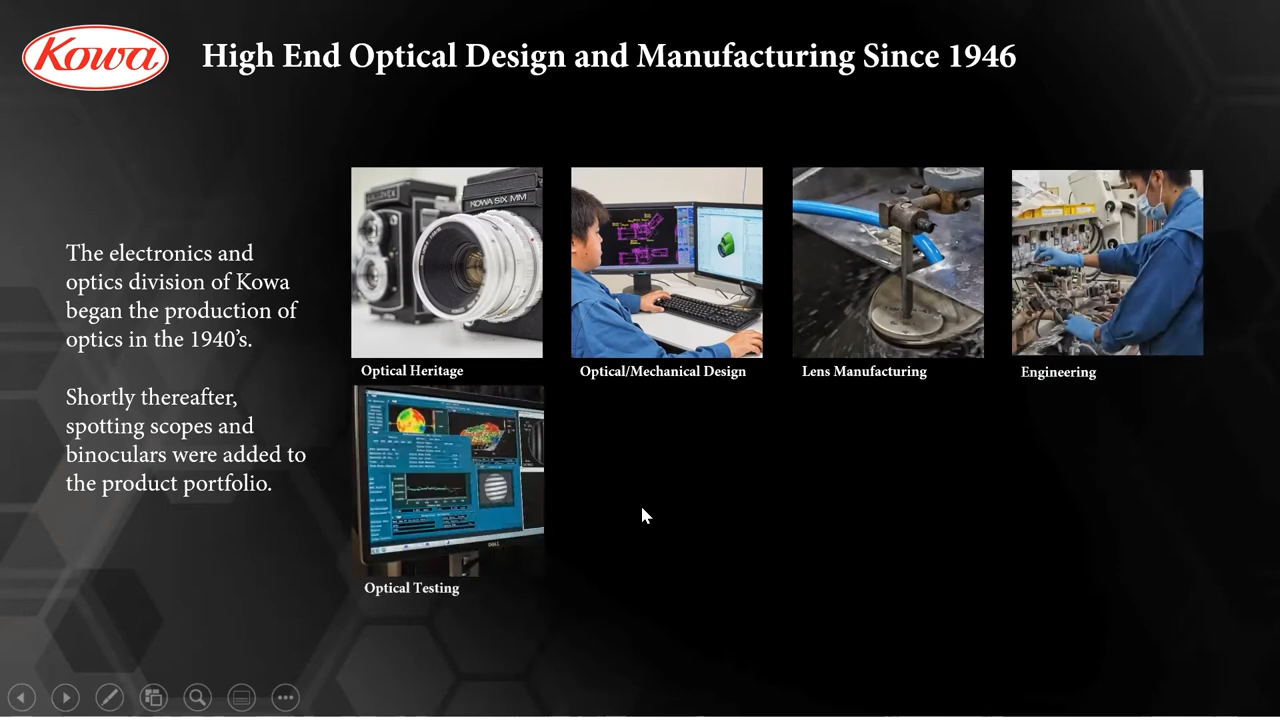 Kowa
High End Optical Design and Manufacturing Since 1946
The electronics and
optics division of Kowa
began the production of
optics in the 1940’s.
Shortly thereafter,
spotting scopes and
binoculars were added to
the product portfolio.
KOWA SIX MM
Optical Heritage
Optical/Mechanical Design
Lens Manufacturing
Engineering
DELL
Optical Testing